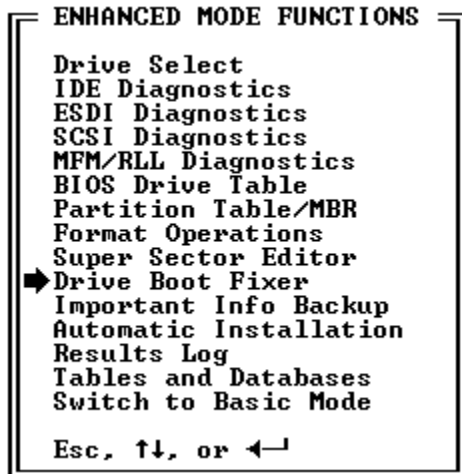 ENHANCED MODE FUNCTIONS
Drive Select
IDE Diagnostics
ESDI Diagnostics
SCSI Diagnostics
MFM/RLL Diagnostics
BIOS Drive Table
Partition Table/MBR
Format Operations
Super Sector Editor
Drive Boot Fixer
Important Info Backup
Automatic Installation
Results Log
Tables and Databases
Switch to Basic Mode
Esc, ↑↓, or ◄┘